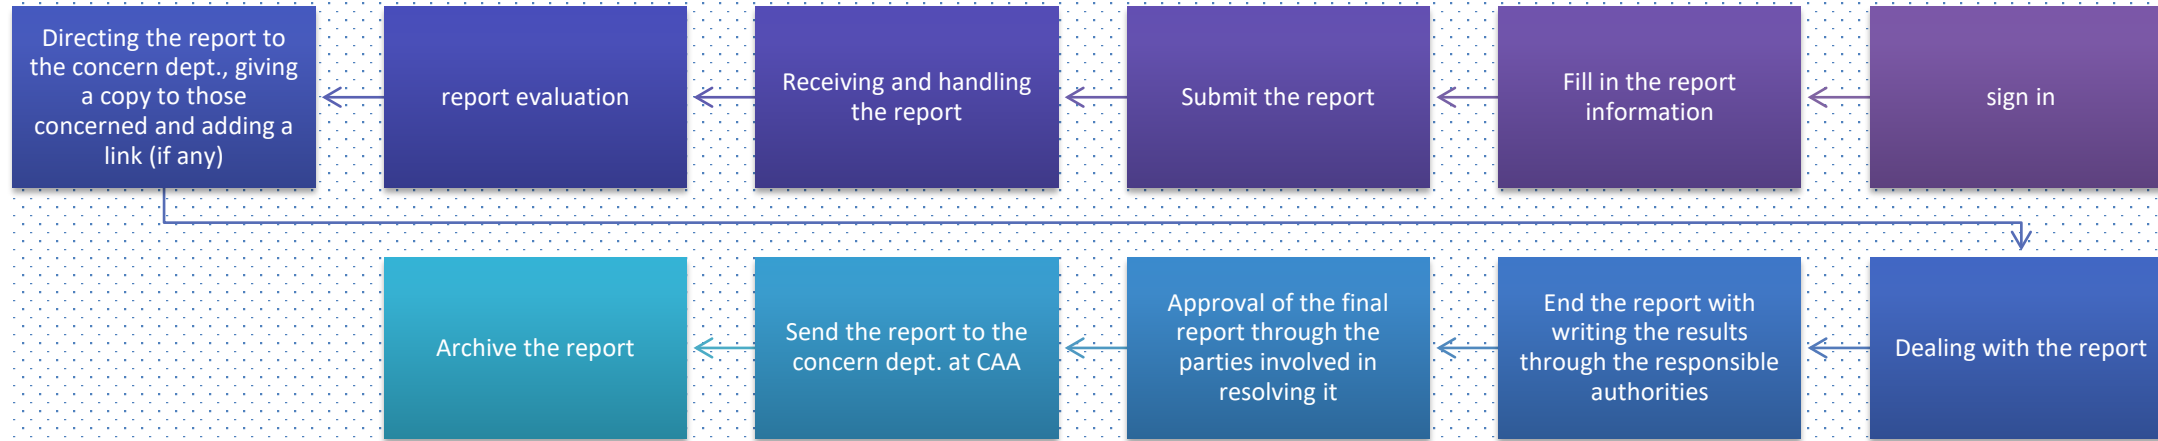 sign in
Fill in the report
information
Submit the report
Receiving and handling
the report
report evaluation
Directing the report to
the concern dept., giving
a copy to those
concerned and adding a
link (if any)
Dealing with the report
End the report with
writing the results
through the responsible
authorities
Approval of the final
report through the
parties involved in
resolving it
Send the report to the
concern dept. at CAA
Archive the report